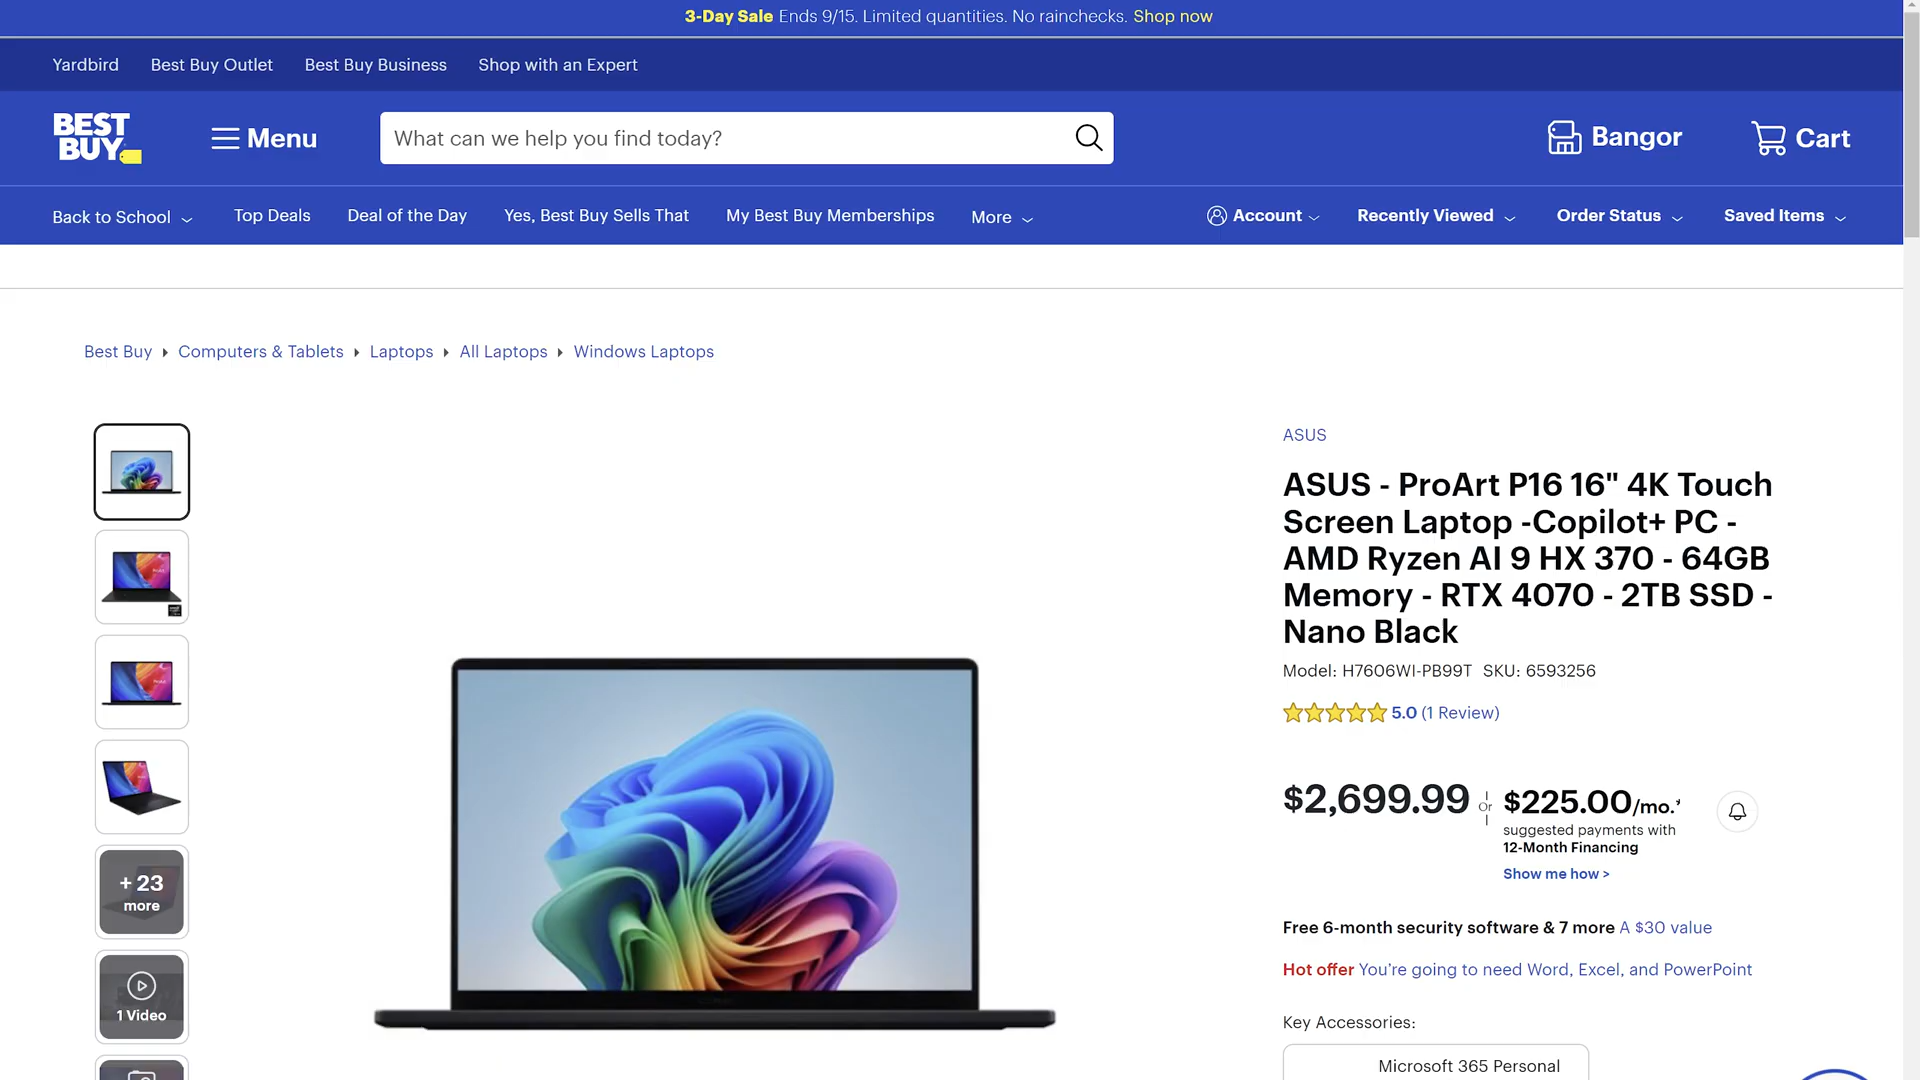 3-Day Sale Ends 9/15. Limited quantities. No rainchecks. Shop now
Yardbird Best Buy Outlet Best Buy Business Shop with an Expert
BEST BUY
Menu
What can we help you find today?
Bangor
Cart
Back to School Top Deals Deal of the Day Yes, Best Buy Sells That My Best Buy Memberships More
Account Recently Viewed Order Status Saved Items
Best Buy Computers & Tablets Laptops All Laptops Windows Laptops
+ 23
more
1 Video
ASUS
ASUS - ProArt P16 16" 4K Touch
Screen Laptop -Copilot+ PC -
AMD Ryzen AI 9 HX 370 - 64GB
Memory - RTX 4070 - 2TB SSD -
Nano Black
Model: H7606WI-PB99T SKU: 6593256
5.0 (1 Review)
$2,699.99 Or $225.00/mo.*
suggested payments with
12-Month Financing
Show me how >
Free 6-month security software & 7 more A $30 value
Hot offer You're going to need Word, Excel, and PowerPoint
Key Accessories:
Microsoft 365 Personal